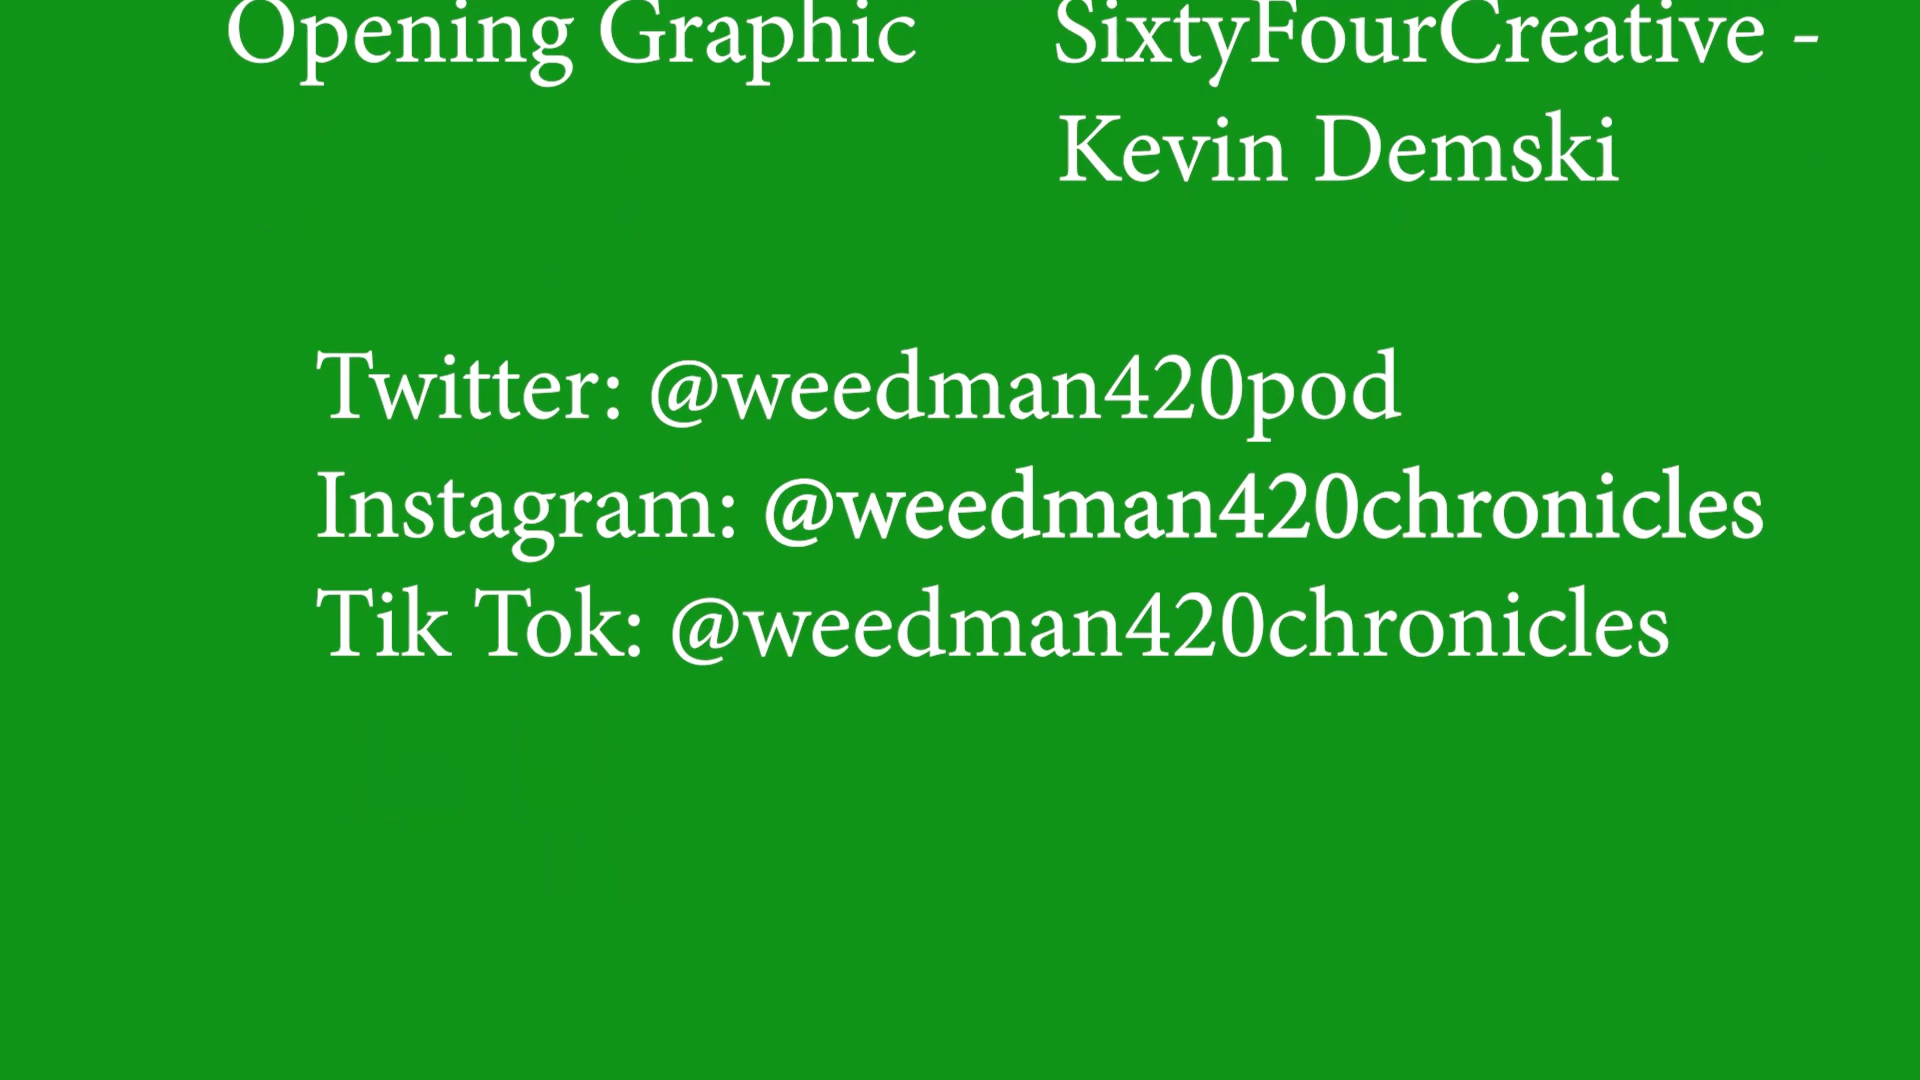 Opening Graphic SixtyFourCreative -
Kevin Demski
Twitter: @weedman420pod
Instagram: @weedman420chronicles
Tik Tok: @weedman420chronicles